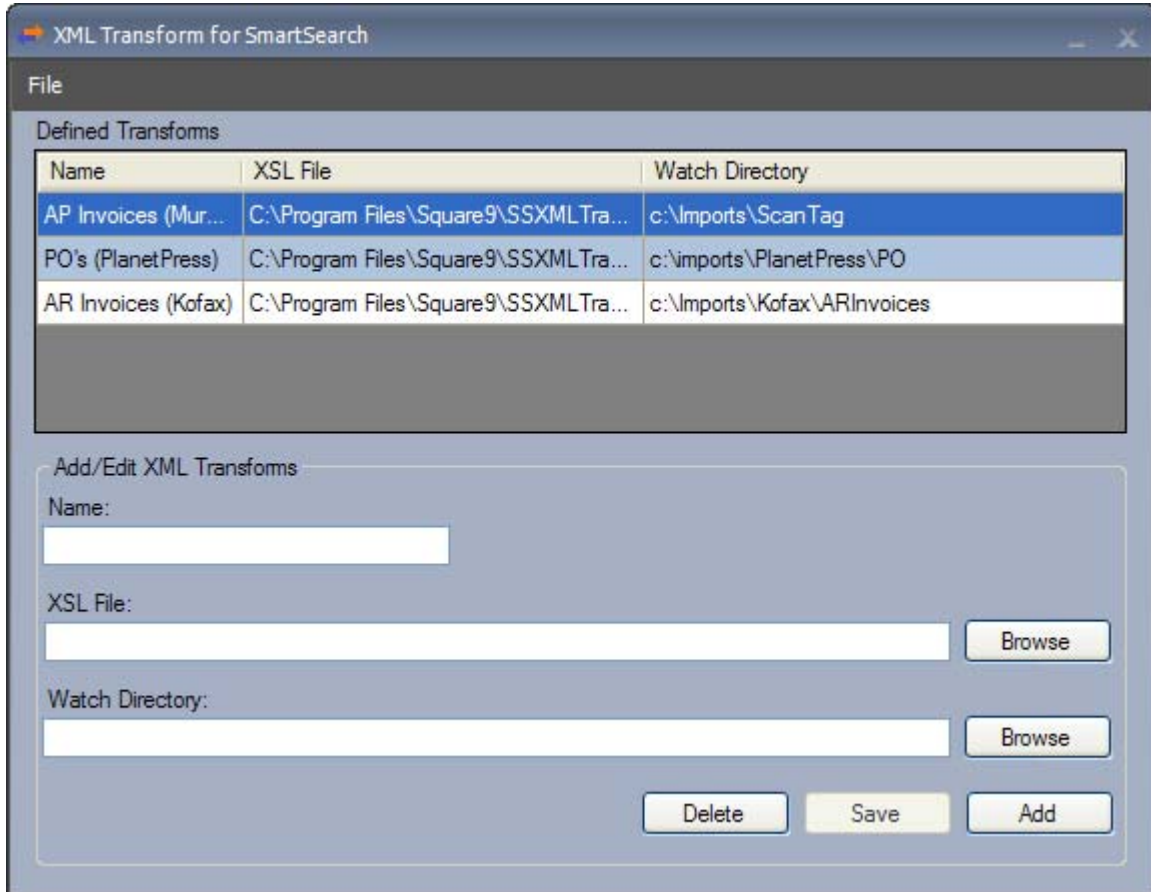 XML Transform for SmartSearch
File
Defined Transforms
Name XSL File Watch Directory
AP Invoices (Mur... C:\Program Files\Square9\SSXMLTra... c:\Imports\ScanTag
PO's (PlanetPress) C:\Program Files\Square9\SSXMLTra... c:\imports\PlanetPress\PO
AR Invoices (Kofax) C:\Program Files\Square9\SSXMLTra... c:\Imports\Kofax\ARInvoices
Add/Edit XML Transforms
Name:
XSL File:
Browse
Watch Directory:
Browse
Delete Save Add